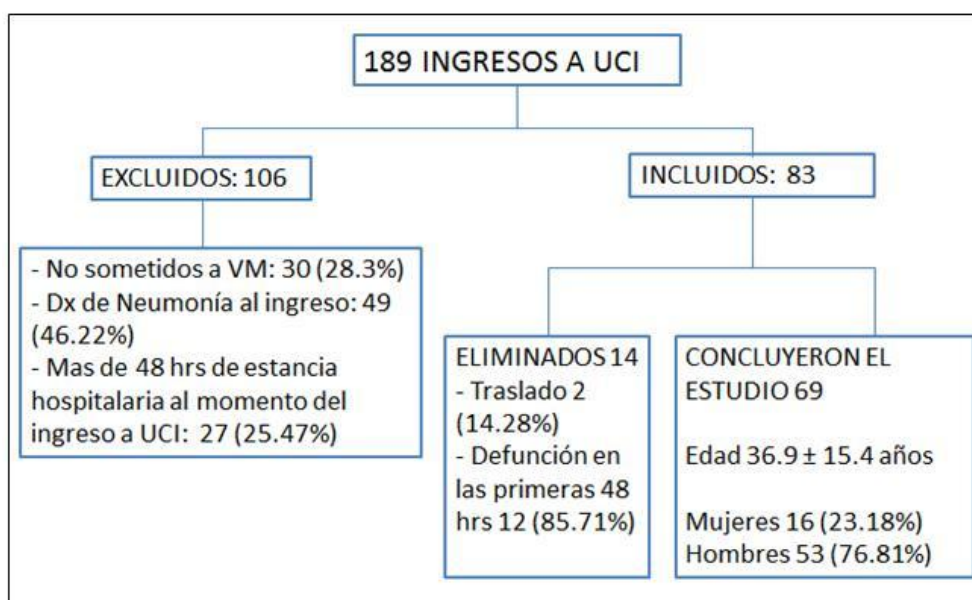 189 INGRESOS A UCI
EXCLUIDOS: 106
INCLUIDOS: 83
- No sometidos a VM: 30 (28.3%)
- Dx de Neumonía al ingreso: 49
(46.22%)
- Mas de 48 hrs de estancia
hospitalaria al momento del
ingreso a UCI: 27 (25.47%)
ELIMINADOS 14
- Traslado 2
(14.28%)
- Defunción en
las primeras 48
hrs 12 (85.71%)
CONCLUYERON EL
ESTUDIO 69
Edad 36.9 ± 15.4 años
Mujeres 16 (23.18%)
Hombres 53 (76.81%)